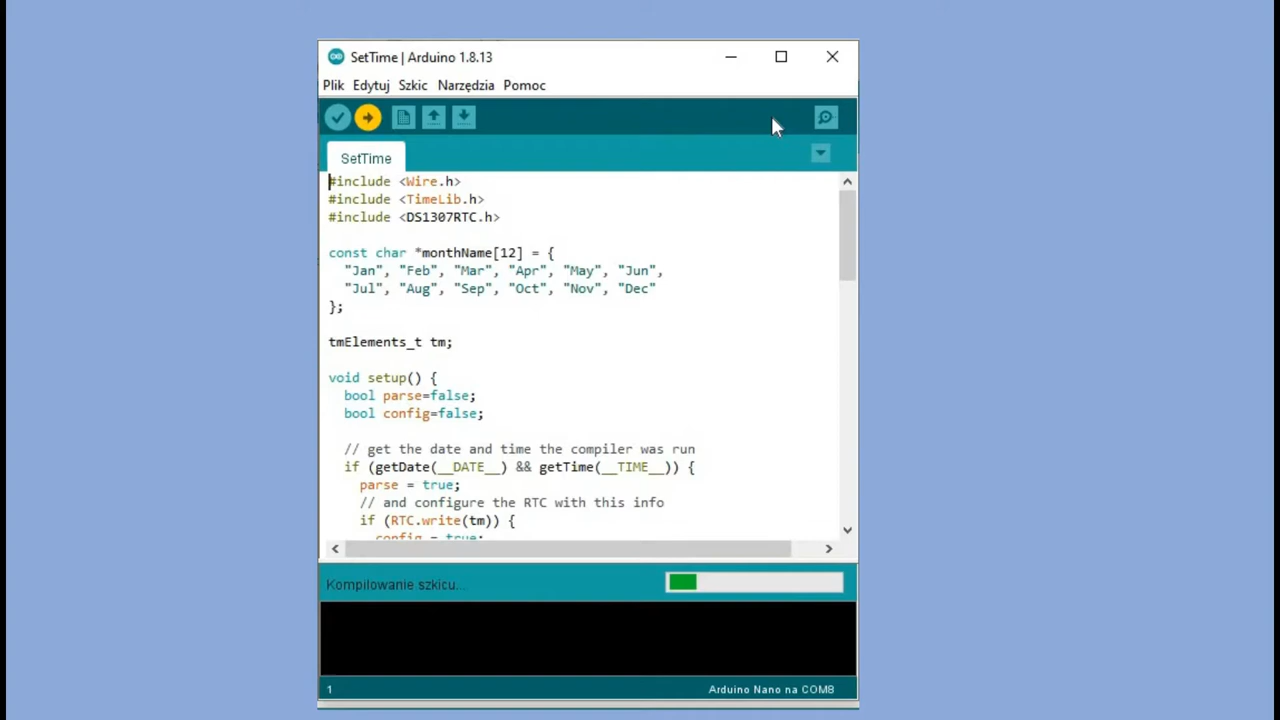 SetTime | Arduino 1.8.13
Plik Edytuj Szkic Narzędzia Pomoc
SetTime
#include <Wire.h>
#include <TimeLib.h>
#include <DS1307RTC.h>
const char *monthName[12] = {
"Jan", "Feb", "Mar", "Apr", "May", "Jun",
"Jul", "Aug", "Sep", "Oct", "Nov", "Dec"
};
tmElements_t tm;
void setup() {
bool parse=false;
bool config=false;
// get the date and time the compiler was run
if (getDate(__DATE__) && getTime(__TIME__)) {
parse = true;
// and configure the RTC with this info
if (RTC.write(tm)) {
config = true;
Kompilowanie szkicu...
1
Arduino Nano na COM8